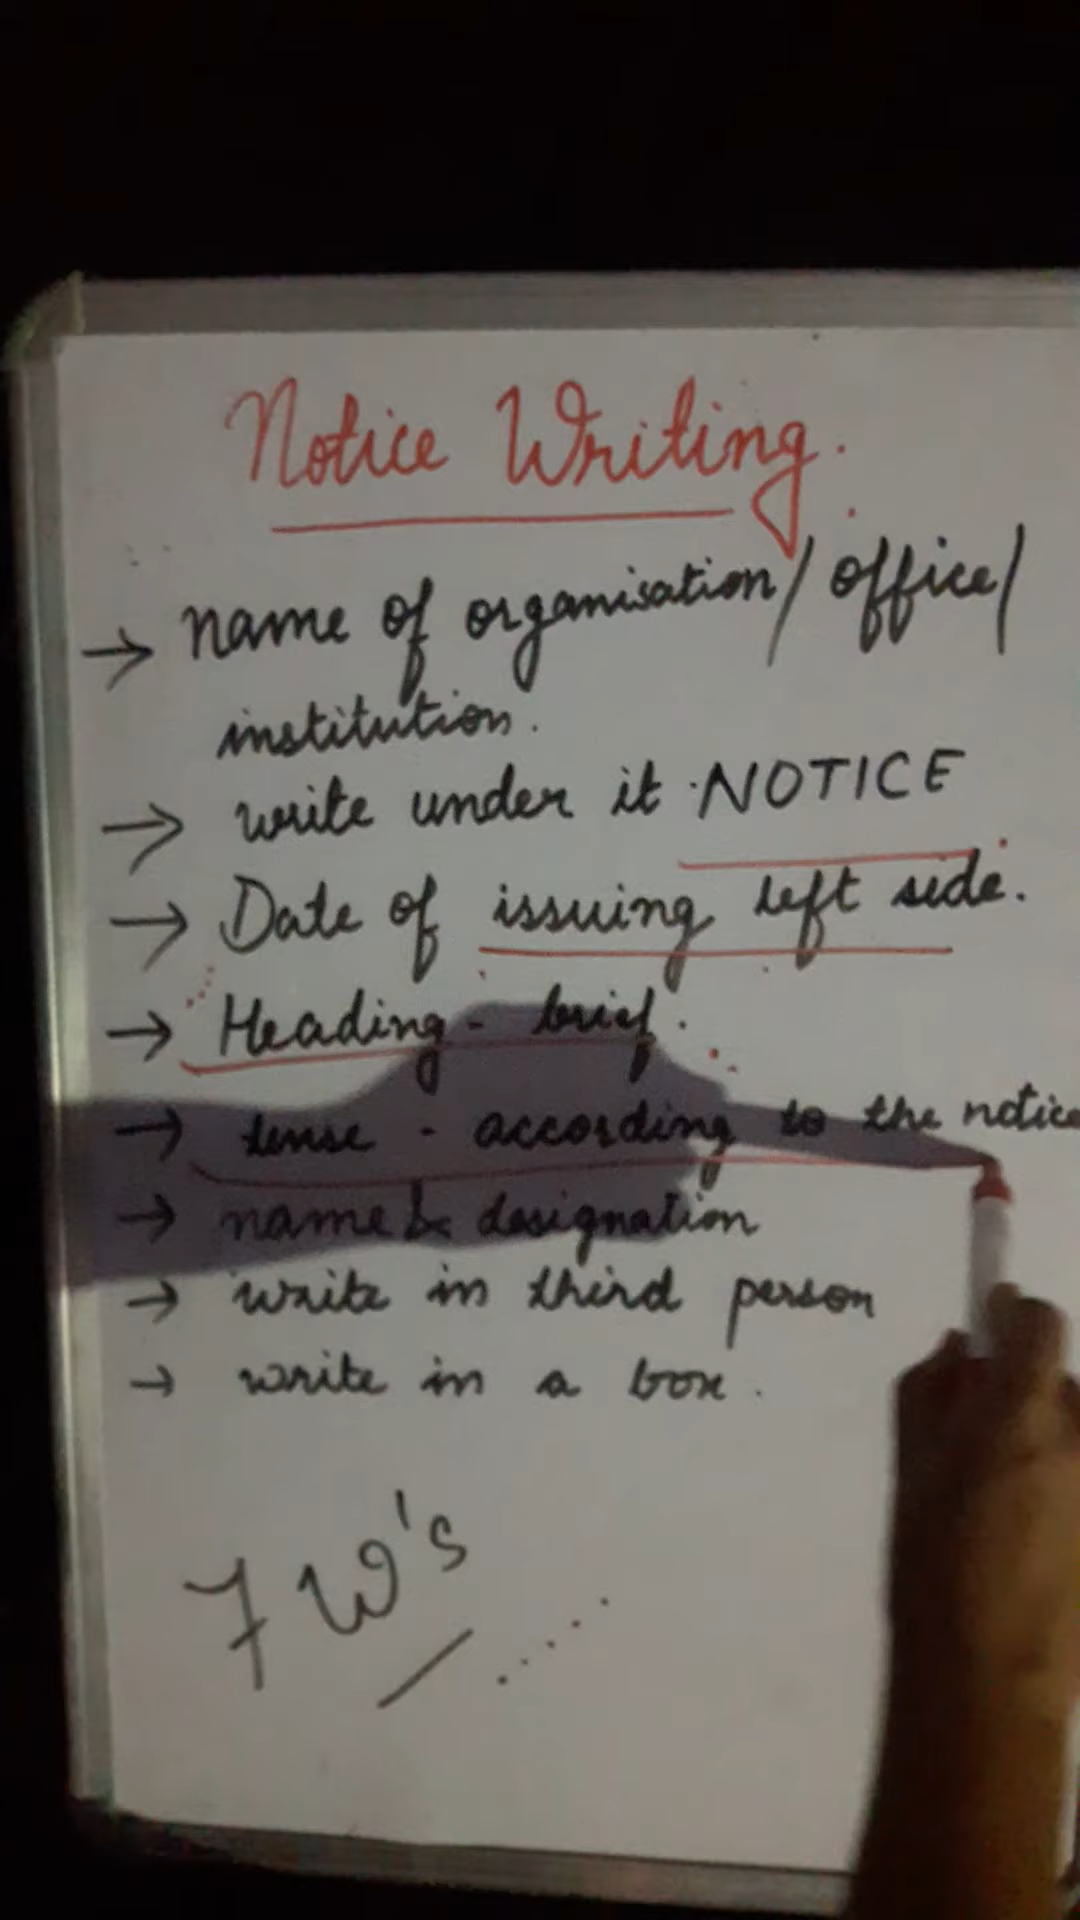 Notice Writing.
→ name of organisation/ office/
institution.
→ write under it NOTICE
→ Date of issuing left side.
→ Heading - brief.
→ tense - according to the notice
→ name & designation
→ write in third person
→ write in a box.
7 W's